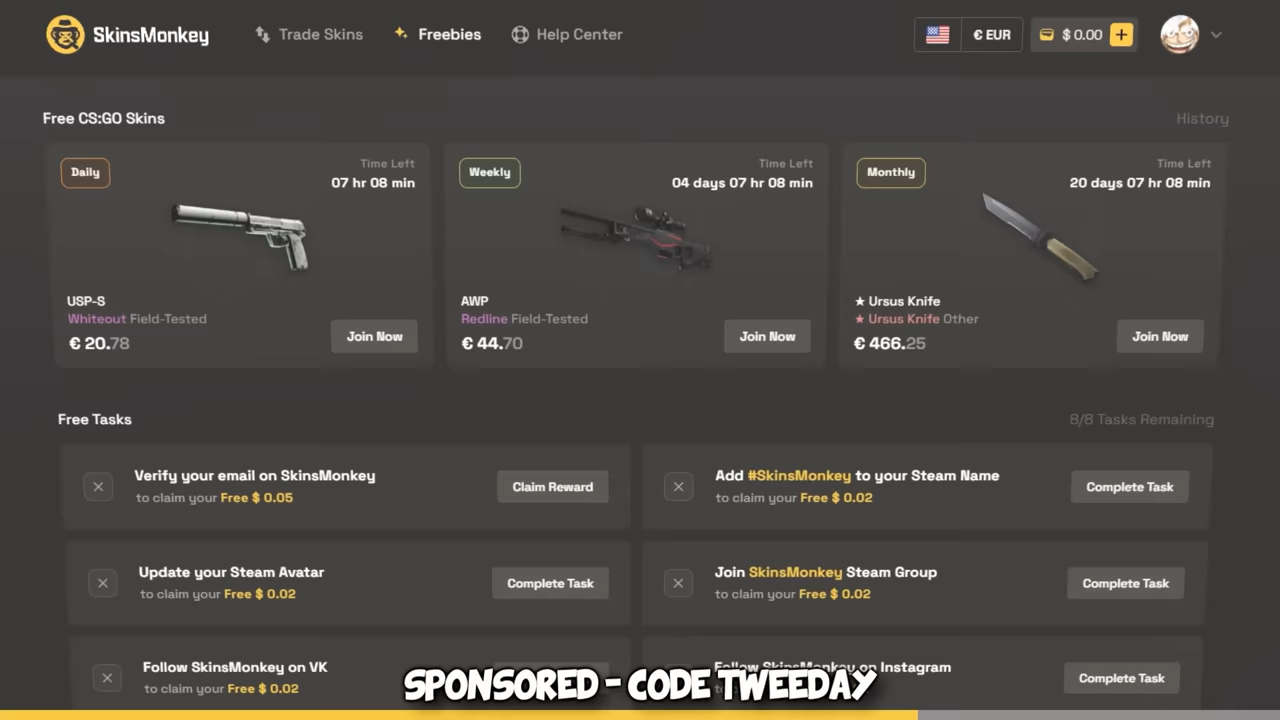 SkinsMonkey
Trade Skins
Freebies
Help Center
€ EUR
$ 0.00
+
Free CS:GO Skins
History
Daily
Time Left
07 hr 08 min
USP-S
Whiteout Field-Tested
€ 20.78
Join Now
Weekly
Time Left
04 days 07 hr 08 min
AWP
Redline Field-Tested
€ 44.70
Join Now
Monthly
Time Left
20 days 07 hr 08 min
★ Ursus Knife
★ Ursus Knife Other
€ 466.25
Join Now
Free Tasks
8/8 Tasks Remaining
Verify your email on SkinsMonkey
to claim your Free $ 0.05
Claim Reward
Add #SkinsMonkey to your Steam Name
to claim your Free $ 0.02
Complete Task
Update your Steam Avatar
to claim your Free $ 0.02
Complete Task
Join SkinsMonkey Steam Group
to claim your Free $ 0.02
Complete Task
Follow SkinsMonkey on VK
to claim your Free $ 0.02
Follow SkinsMonkey on Instagram
Complete Task
SPONSORED - CODE TWEEDAY